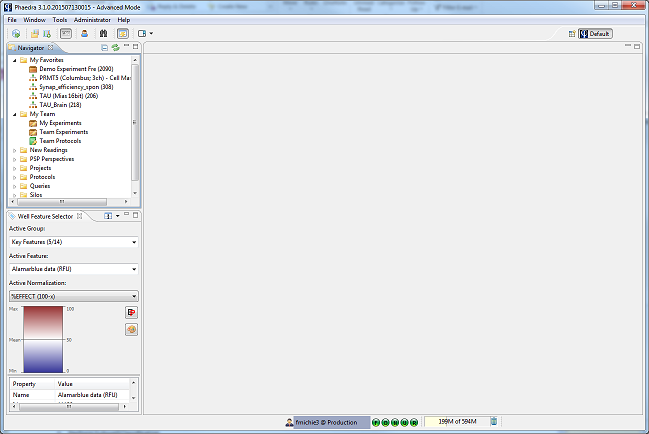 Phaedra 3.1.0.201507130015 - Advanced Mode
File Window Tools Administrator Help
Default
Navigator
My Favorites
Demo Experiment Fre (2090)
PRMT5 (Columbus; 3ch) - Cell Mas
Synap_efficiency_spon (308)
TAU (Mias 16bit) (206)
TAU_Brain (218)
My Team
My Experiments
Team Experiments
Team Protocols
New Readings
PSP Perspectives
Projects
Protocols
Queries
Silos
Well Feature Selector
Active Group:
Key Features (5/14)
Active Feature:
Alamarblue data (RFU)
Active Normalization:
%EFFECT (100-x)
Max 100
Mean 50
Min 0
Property Value
Name Alamarblue data (RFU)
fmichie3 @ Production
199M of 594M